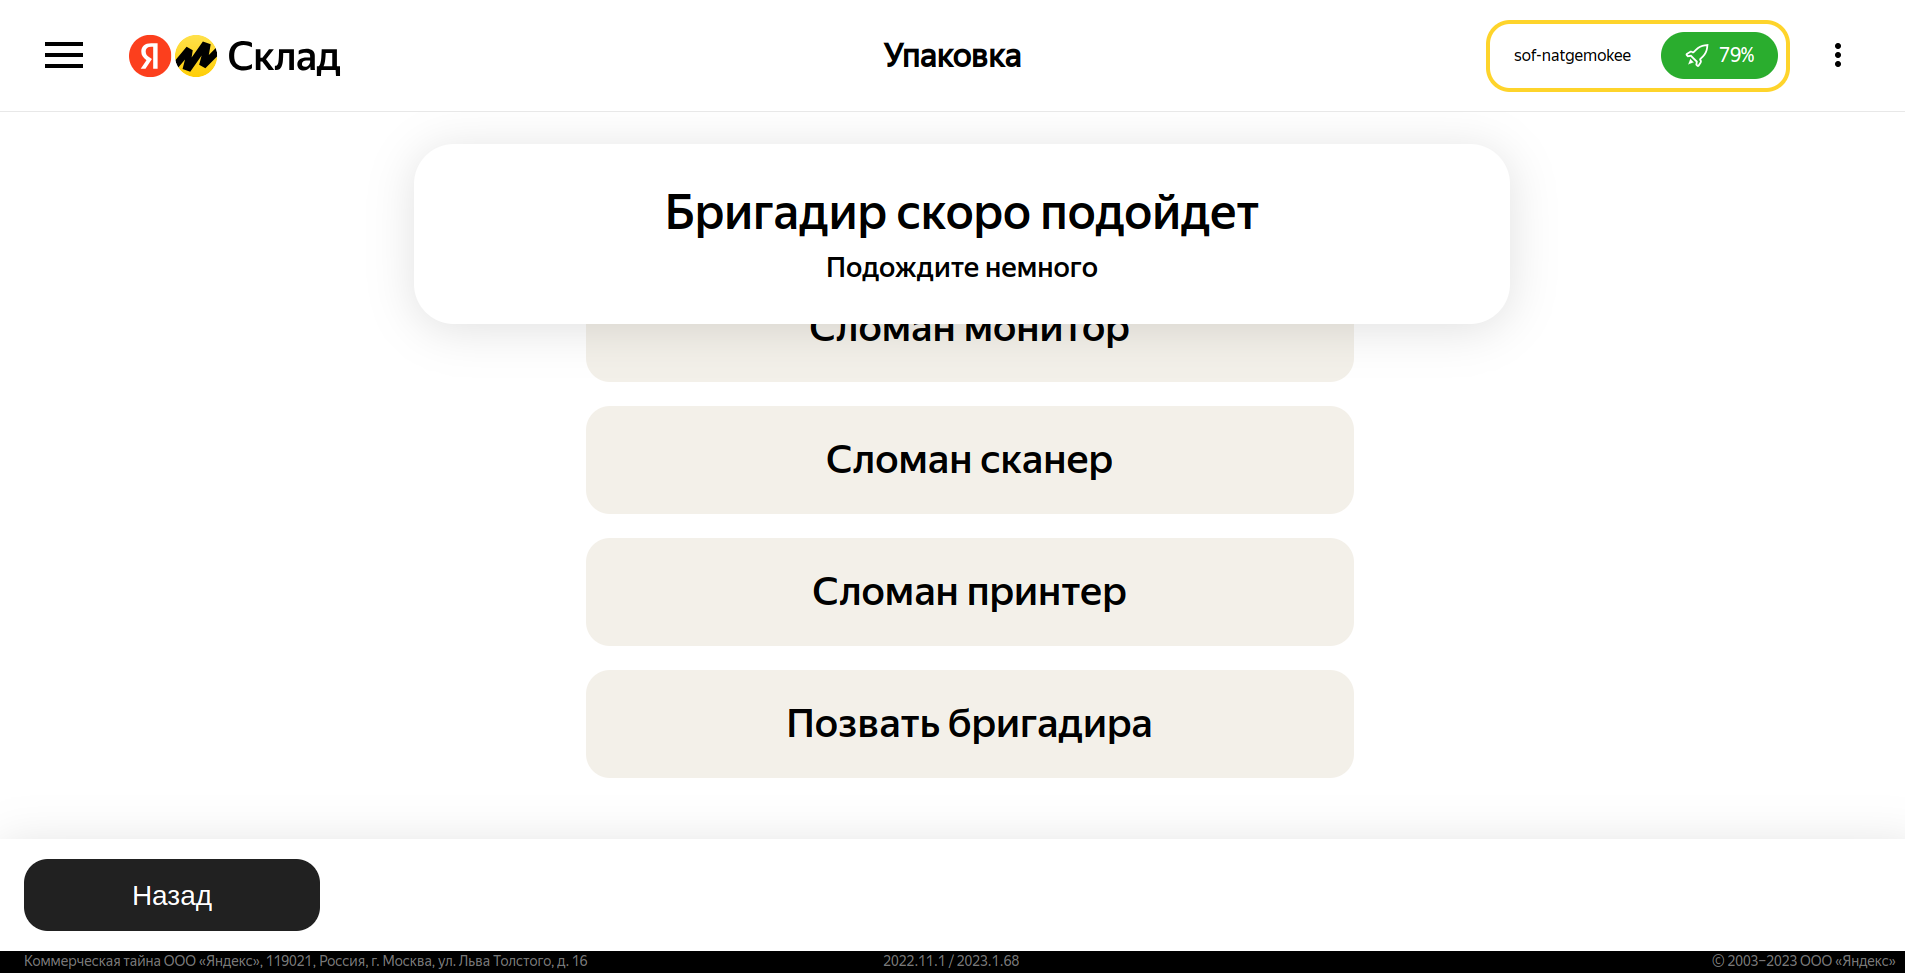 Я Склад
Упаковка
sof-natgemokee
79%
Бригадир скоро подойдет
Подождите немного
Сломан монитор
Сломан сканер
Сломан принтер
Позвать бригадира
Назад
Коммерческая тайна ООО «Яндекс», 119021, Россия, г. Москва, ул. Льва Толстого, д. 16
2022.11.1 / 2023.1.68
© 2003–2023 ООО «Яндекс»